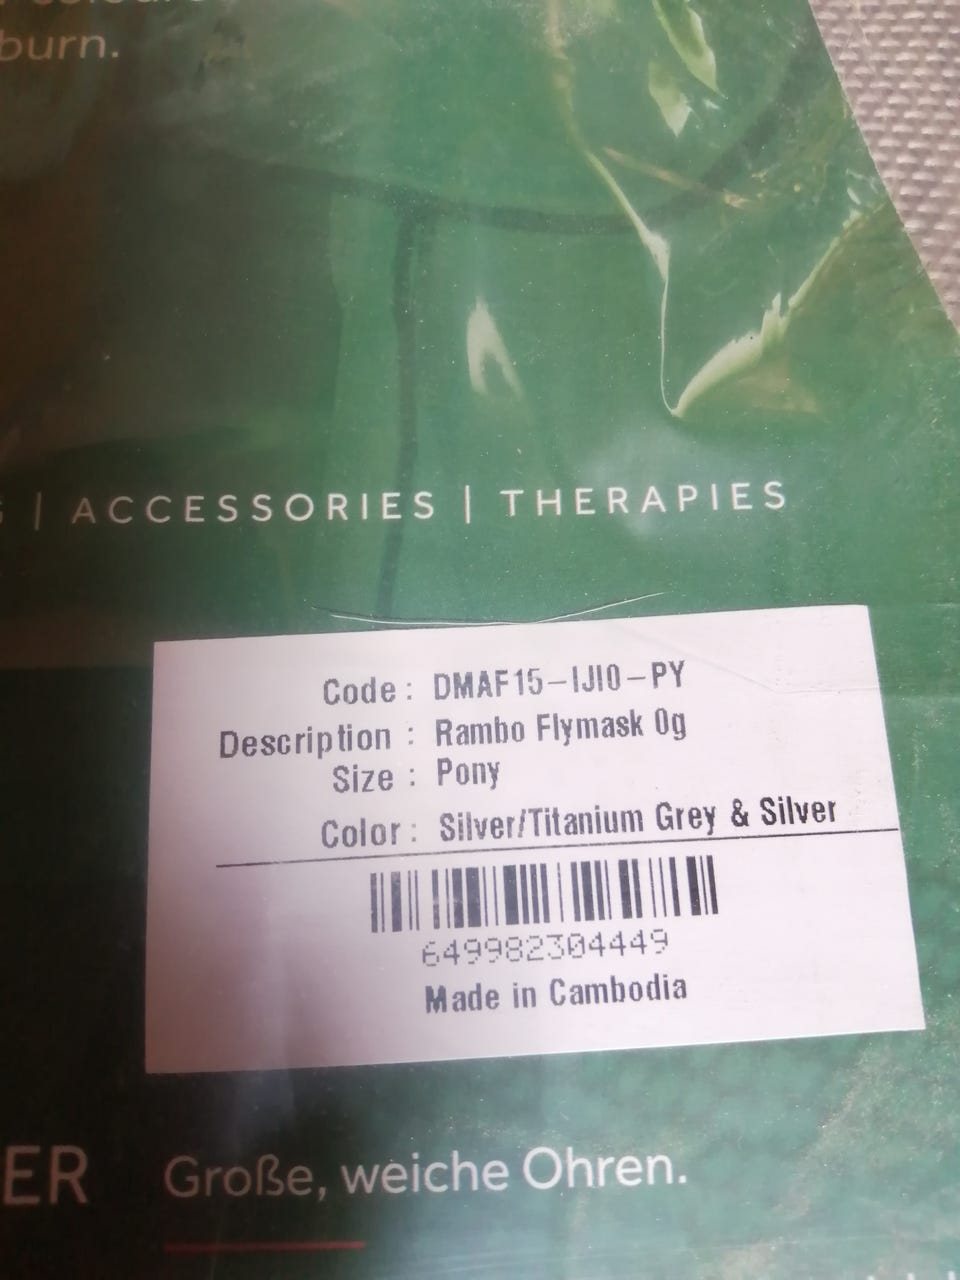 burn.
| ACCESSORIES | THERAPIES
Code : DMAF15-IJI0-PY
Description : Rambo Flymask 0g
Size : Pony
Color : Silver/Titanium Grey & Silver
649982304449
Made in Cambodia
ER Große, weiche Ohren.